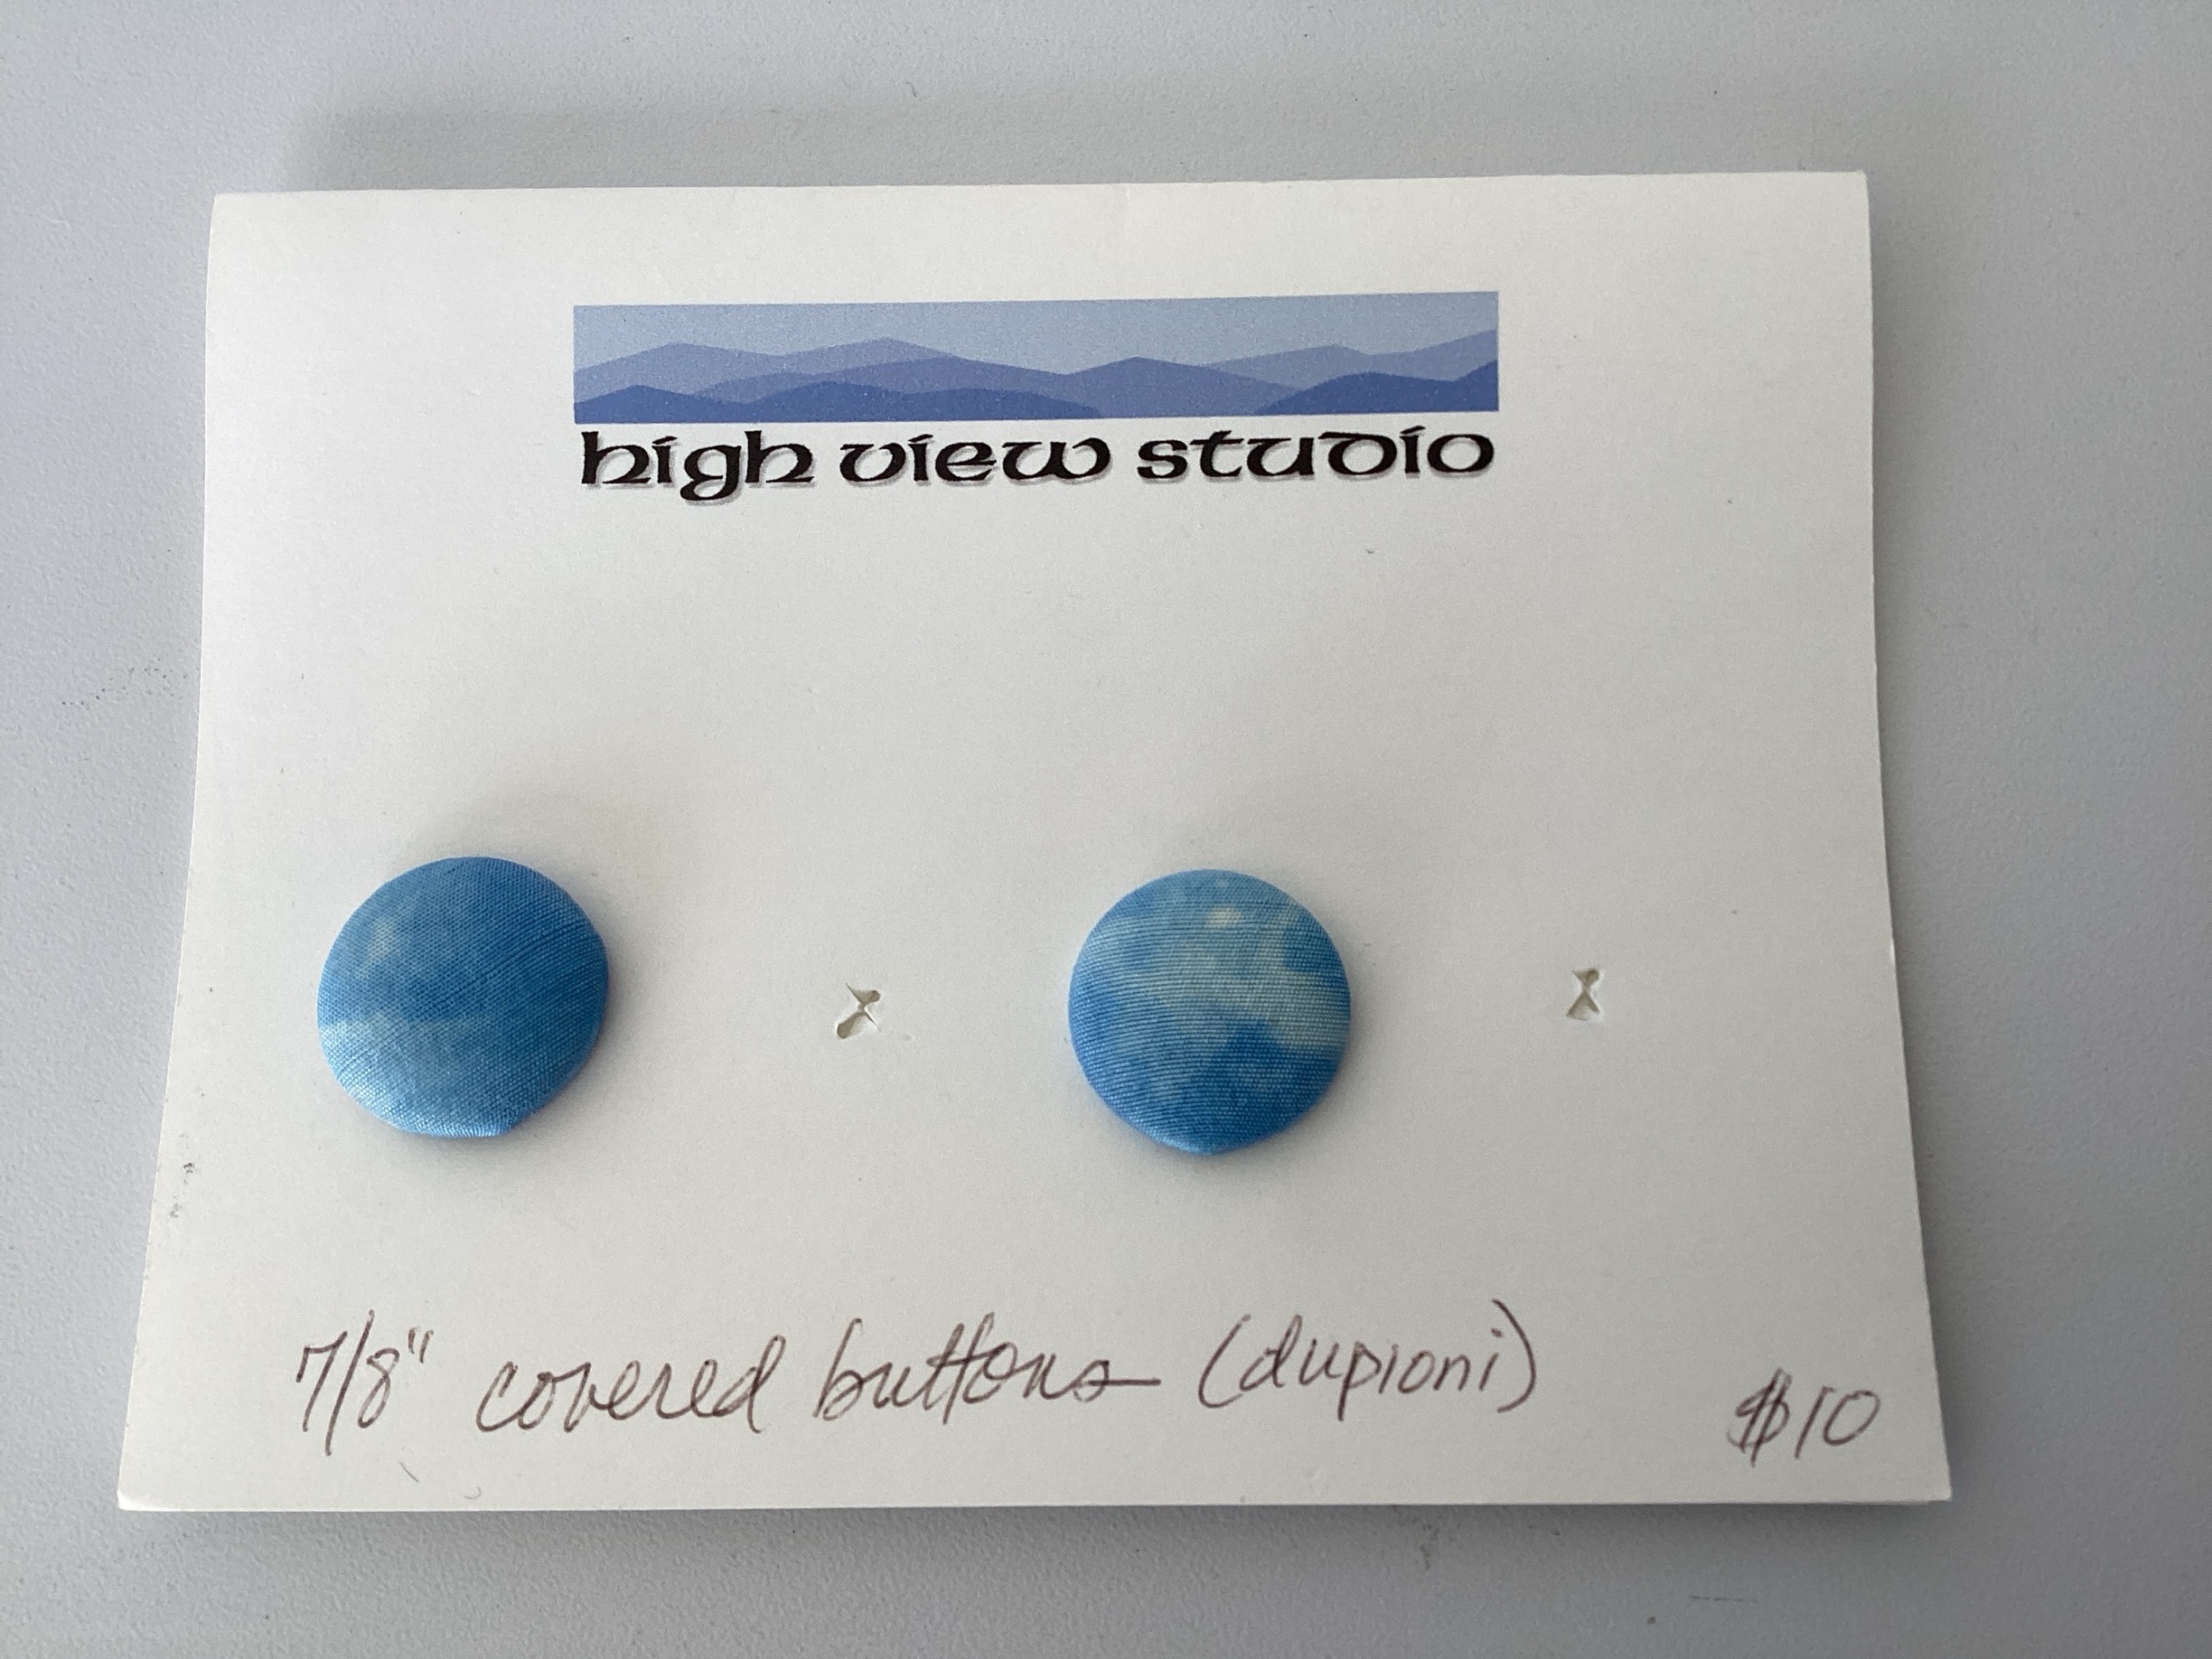 high view studio
7/8" covered buttons (dupioni)
$10